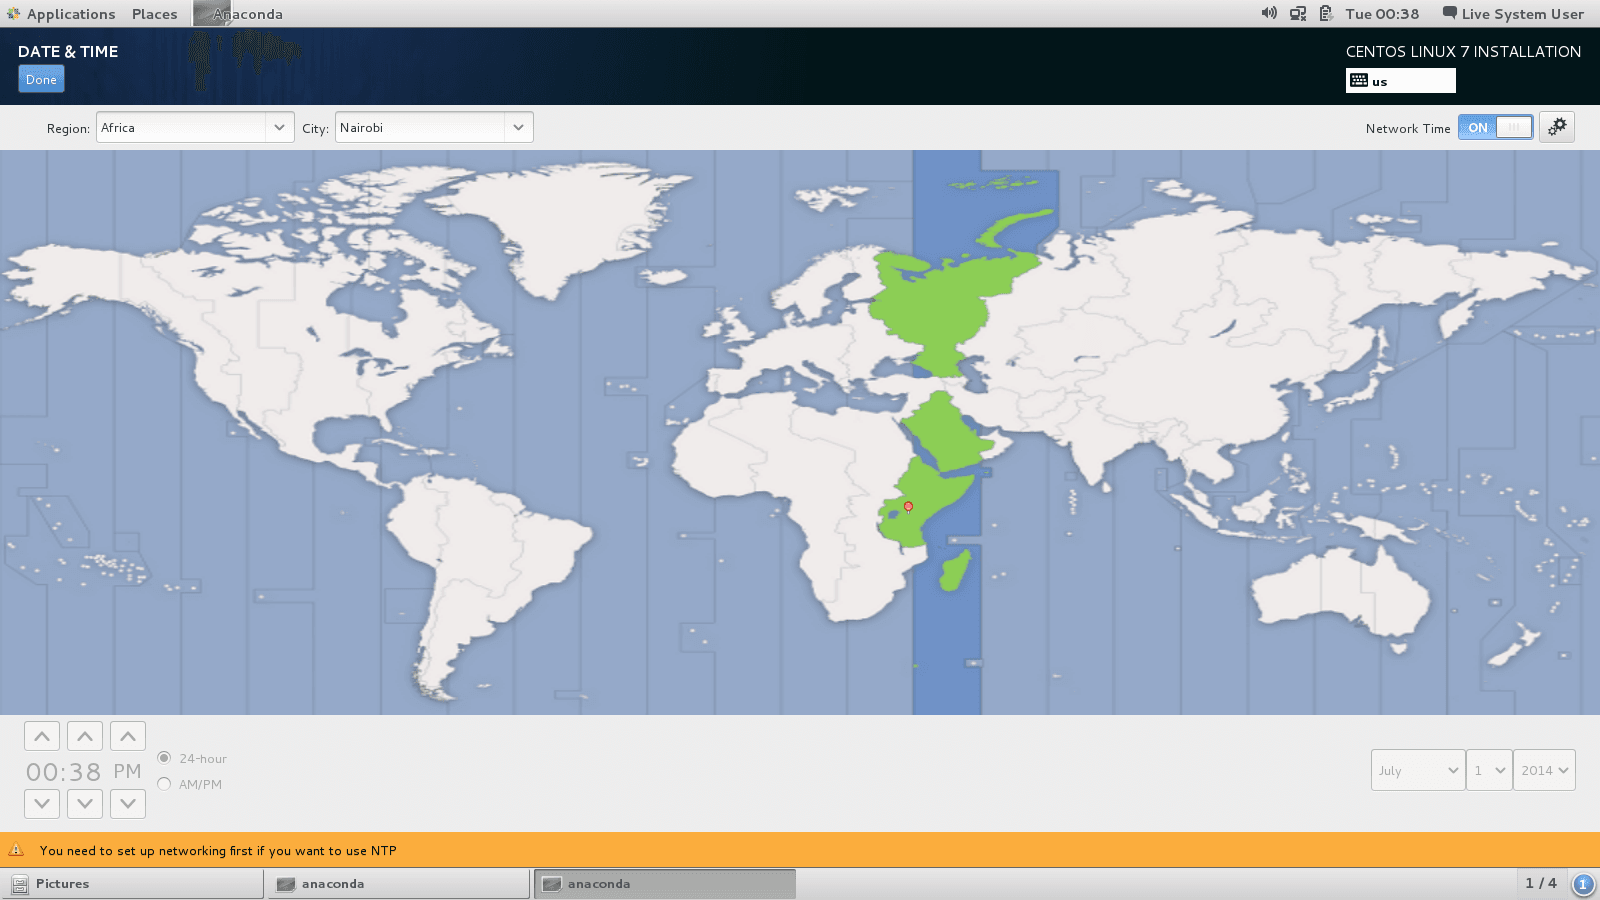 Applications Places Anaconda Tue 00:38 Live System User
DATE & TIME
CENTOS LINUX 7 INSTALLATION
Done
us
Region: Africa City: Nairobi Network Time ON
00:38 PM
24-hour
AM/PM
July 1 2014
You need to set up networking first if you want to use NTP
Pictures anaconda anaconda 1 / 4 1